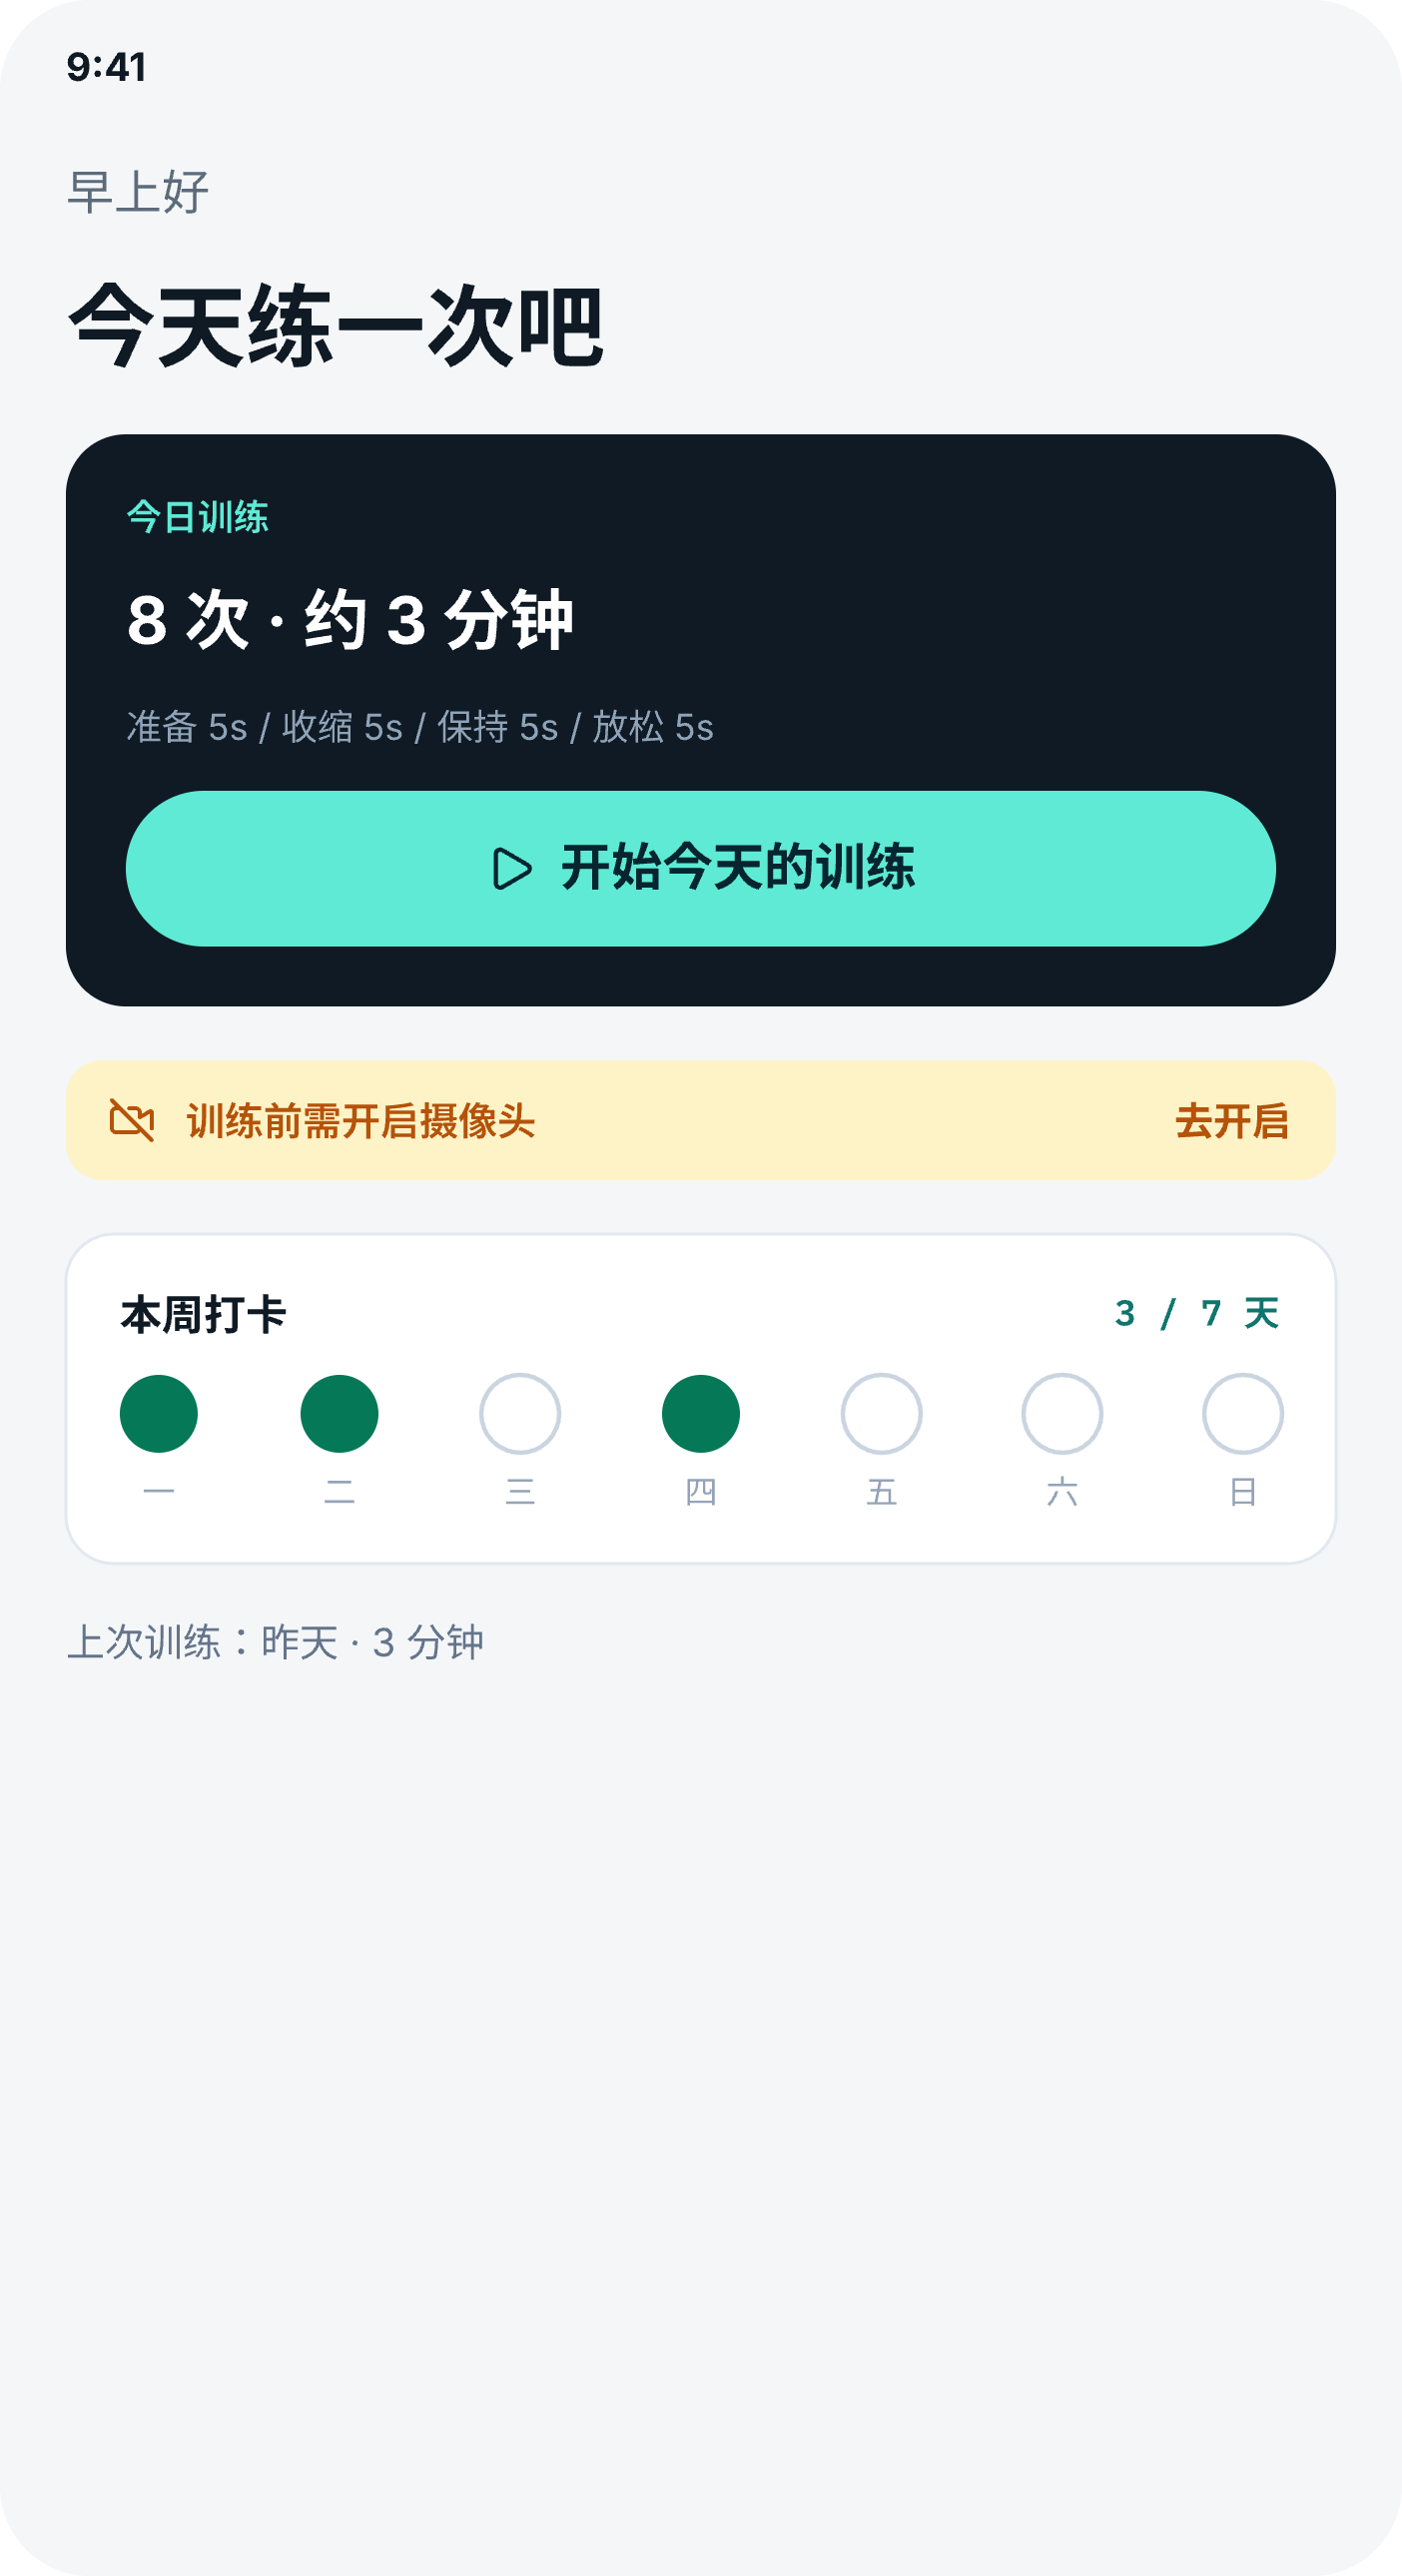 9:41
早上好
今天练一次吧
今日训练
8 次 · 约 3 分钟
准备 5s / 收缩 5s / 保持 5s / 放松 5s
开始今天的训练
训练前需开启摄像头 去开启
本周打卡 3 / 7 天
一 二 三 四 五 六 日
上次训练：昨天 · 3 分钟